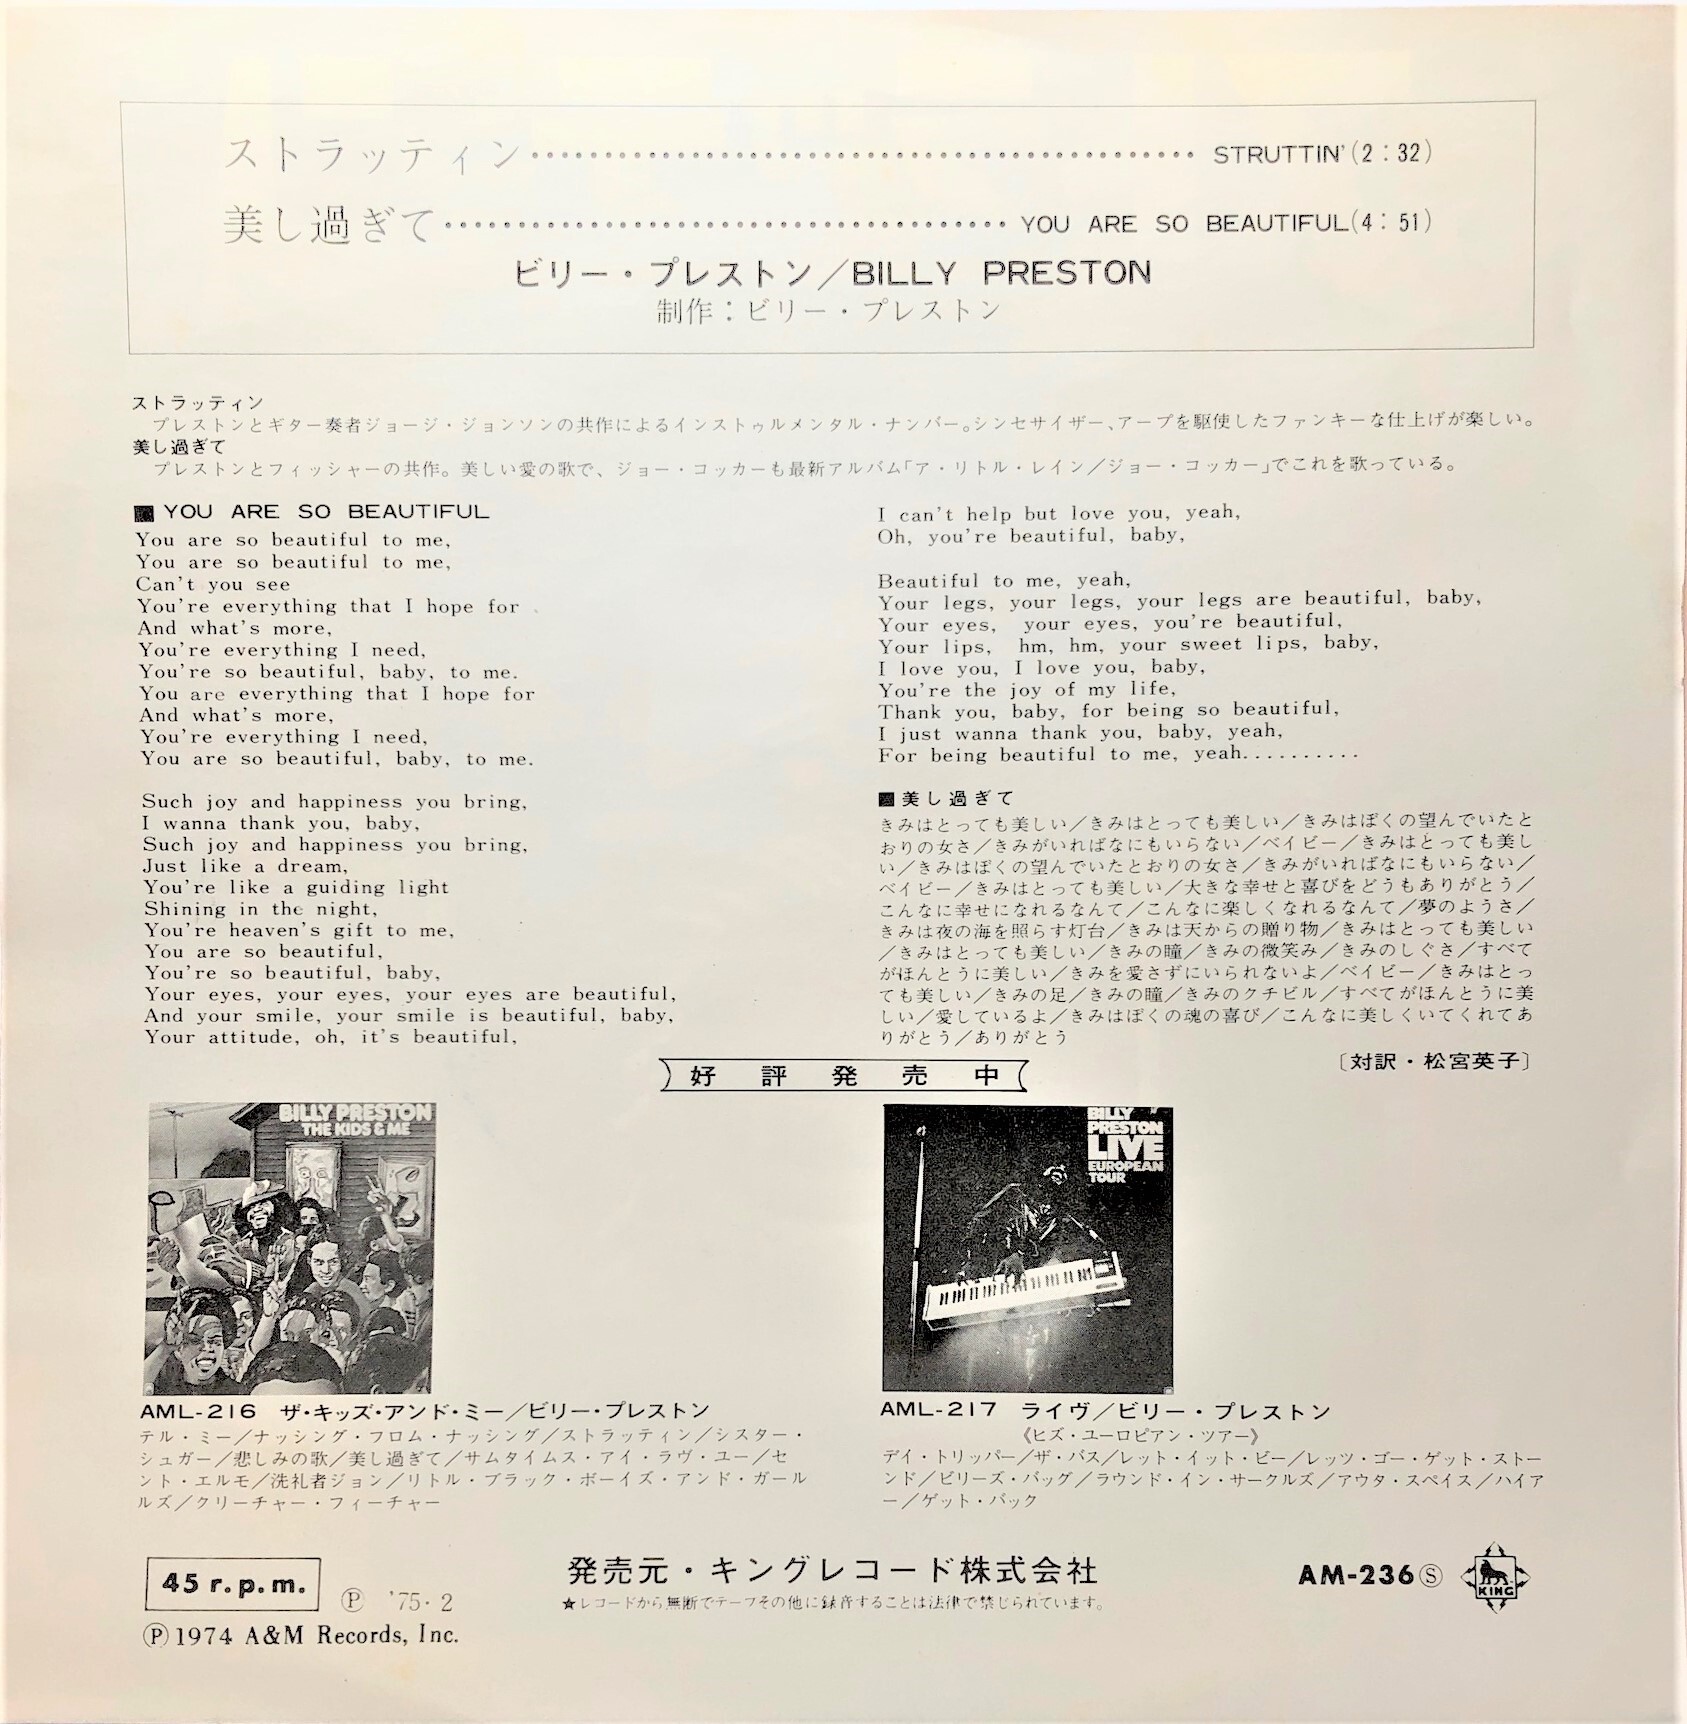 ストラッティン…………………………………………… STRUTTIN'(2：32)
美し過ぎて…………………………………… YOU ARE SO BEAUTIFUL(4：51)
ビリー・プレストン／BILLY PRESTON
制作：ビリー・プレストン
ストラッティン
プレストンとギター奏者ジョージ・ジョンソンの共作によるインストゥルメンタル・ナンバー。シンセサイザー、アープを駆使したファンキーな仕上げが楽しい。
美し過ぎて
プレストンとフィッシャーの共作。美しい愛の歌で、ジョー・コッカーも最新アルバム「ア・リトル・レイン／ジョー・コッカー」でこれを歌っている。
■YOU ARE SO BEAUTIFUL
You are so beautiful to me,
You are so beautiful to me,
Can't you see
You're everything that I hope for
And what's more,
You're everything I need,
You're so beautiful, baby, to me.
You are everything that I hope for
And what's more,
You're everything I need,
You are so beautiful, baby, to me.
Such joy and happiness you bring,
I wanna thank you, baby,
Such joy and happiness you bring,
Just like a dream,
You're like a guiding light
Shining in the night,
You're heaven's gift to me,
You are so beautiful,
You're so beautiful, baby,
Your eyes, your eyes, your eyes are beautiful,
And your smile, your smile is beautiful, baby,
Your attitude, oh, it's beautiful,
I can't help but love you, yeah,
Oh, you're beautiful, baby,
Beautiful to me, yeah,
Your legs, your legs, your legs are beautiful, baby,
Your eyes, your eyes, you're beautiful,
Your lips, hm, hm, your sweet lips, baby,
I love you, I love you, baby,
You're the joy of my life,
Thank you, baby, for being so beautiful,
I just wanna thank you, baby, yeah,
For being beautiful to me, yeah..........
■美し過ぎて
きみはとっても美しい／きみはとっても美しい／きみはぼくの望んでいたと
おりの女さ／きみがいればなにもいらない／ベイビー／きみはとっても美し
い／きみはぼくの望んでいたとおりの女さ／きみがいればなにもいらない／
ベイビー／きみはとっても美しい／大きな幸せと喜びをどうもありがとう／
こんなに幸せになれるなんて／こんなに楽しくなれるなんて／夢のようさ／
きみは夜の海を照らす灯台／きみは天からの贈り物／きみはとっても美しい
／きみはとっても美しい／きみの瞳／きみの微笑み／きみのしぐさ／すべて
がほんとうに美しい／きみを愛さずにいられないよ／ベイビー／きみはとっ
ても美しい／きみの足／きみの瞳／きみのクチビル／すべてがほんとうに美
しい／愛しているよ／きみはぼくの魂の喜び／こんなに美しくいてくれてあ
りがとう／ありがとう
〔対訳・松宮英子〕
好評発売中
BILLY PRESTON
THE KIDS & ME
AML-216 ザ・キッズ・アンド・ミー／ビリー・プレストン
テル・ミー／ナッシング・フロム・ナッシング／ストラッティン／シスター・
シュガー／悲しみの歌／美し過ぎて／サムタイムス・アイ・ラヴ・ユー／セ
ント・エルモ／洗礼者ジョン／リトル・ブラック・ボーイズ・アンド・ガール
ルズ／クリーチャー・フィーチャー
BILLY
PRESTON
LIVE
EUROPEAN
TOUR
AML-217 ライヴ／ビリー・プレストン
《ヒズ・ユーロピアン・ツアー》
デイ・トリッパー／ザ・バス／レット・イット・ビー／レッツ・ゴー・ゲット・ストー
ンド／ビリーズ・バッグ／ラウンド・イン・サークルズ／アウタ・スペイス／ハイア
ー／ゲット・バック
45 r.p.m.
Ⓟ '75・2
Ⓟ1974 A&M Records, Inc.
発売元・キングレコード株式会社
★レコードから無断でテープその他に録音することは法律で禁じられています。
AM-236Ⓢ
KING